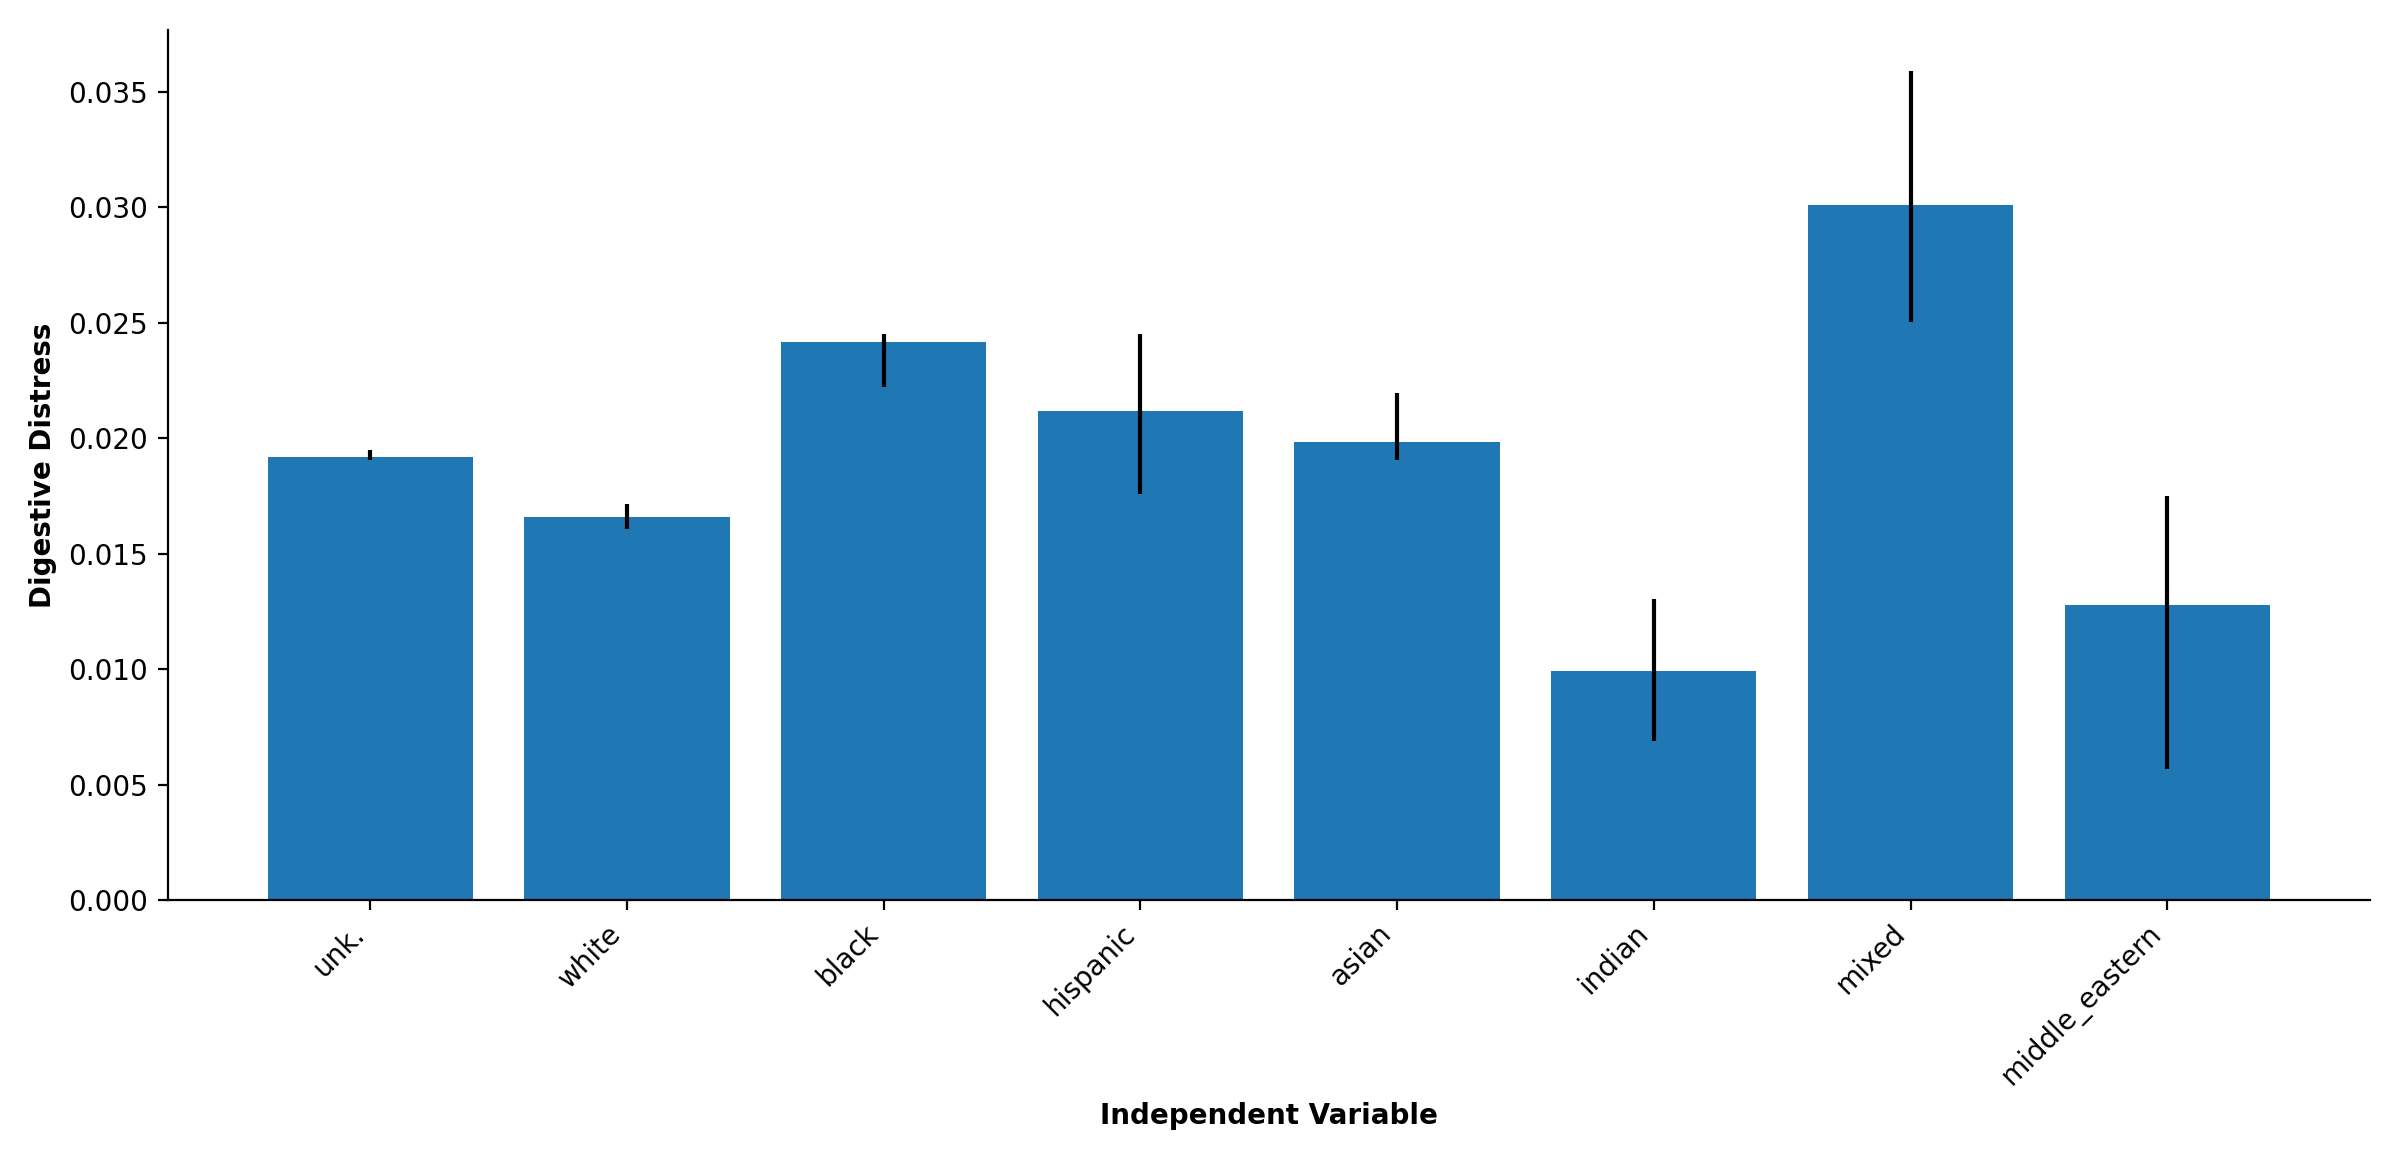 Digestive Distress
0.035
0.030
0.025
0.020
0.015
0.010
0.005
0.000
unk.
white
black
hispanic
asian
indian
mixed
middle_eastern
Independent Variable